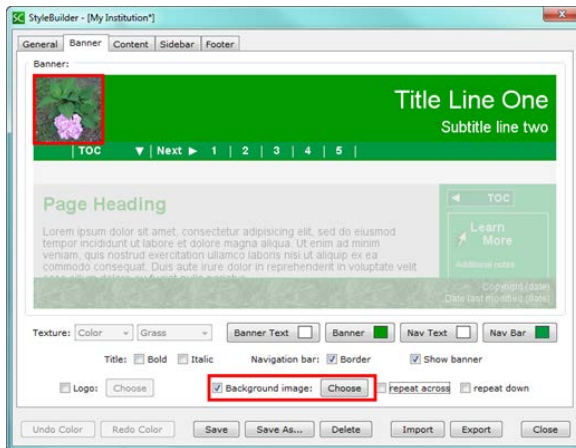 StyleBuilder - [My Institution*]
General Banner Content Sidebar Footer
Banner:
Title Line One
Subtitle line two
TOC ▼ | Next ► 1 | 2 | 3 | 4 | 5 |
Page Heading
◄ TOC
Lorem ipsum dolor sit amet, consectetur adipisicing elit, sed do eiusmod
tempor incididunt ut labore et dolore magna aliqua. Ut enim ad minim
veniam, quis nostrud exercitation ullamco laboris nisi ut aliquip ex ea
commodo consequat. Duis aute irure dolor in reprehenderit in voluptate velit
Learn
More
Additional notes
Copyright (date)
Date last modified (date)
Texture: Color Grass Banner Text Banner Nav Text Nav Bar
Title: Bold Italic Navigation bar: Border Show banner
Logo: Choose Background image: Choose repeat across repeat down
Undo Color Redo Color Save Save As... Delete Import Export Close